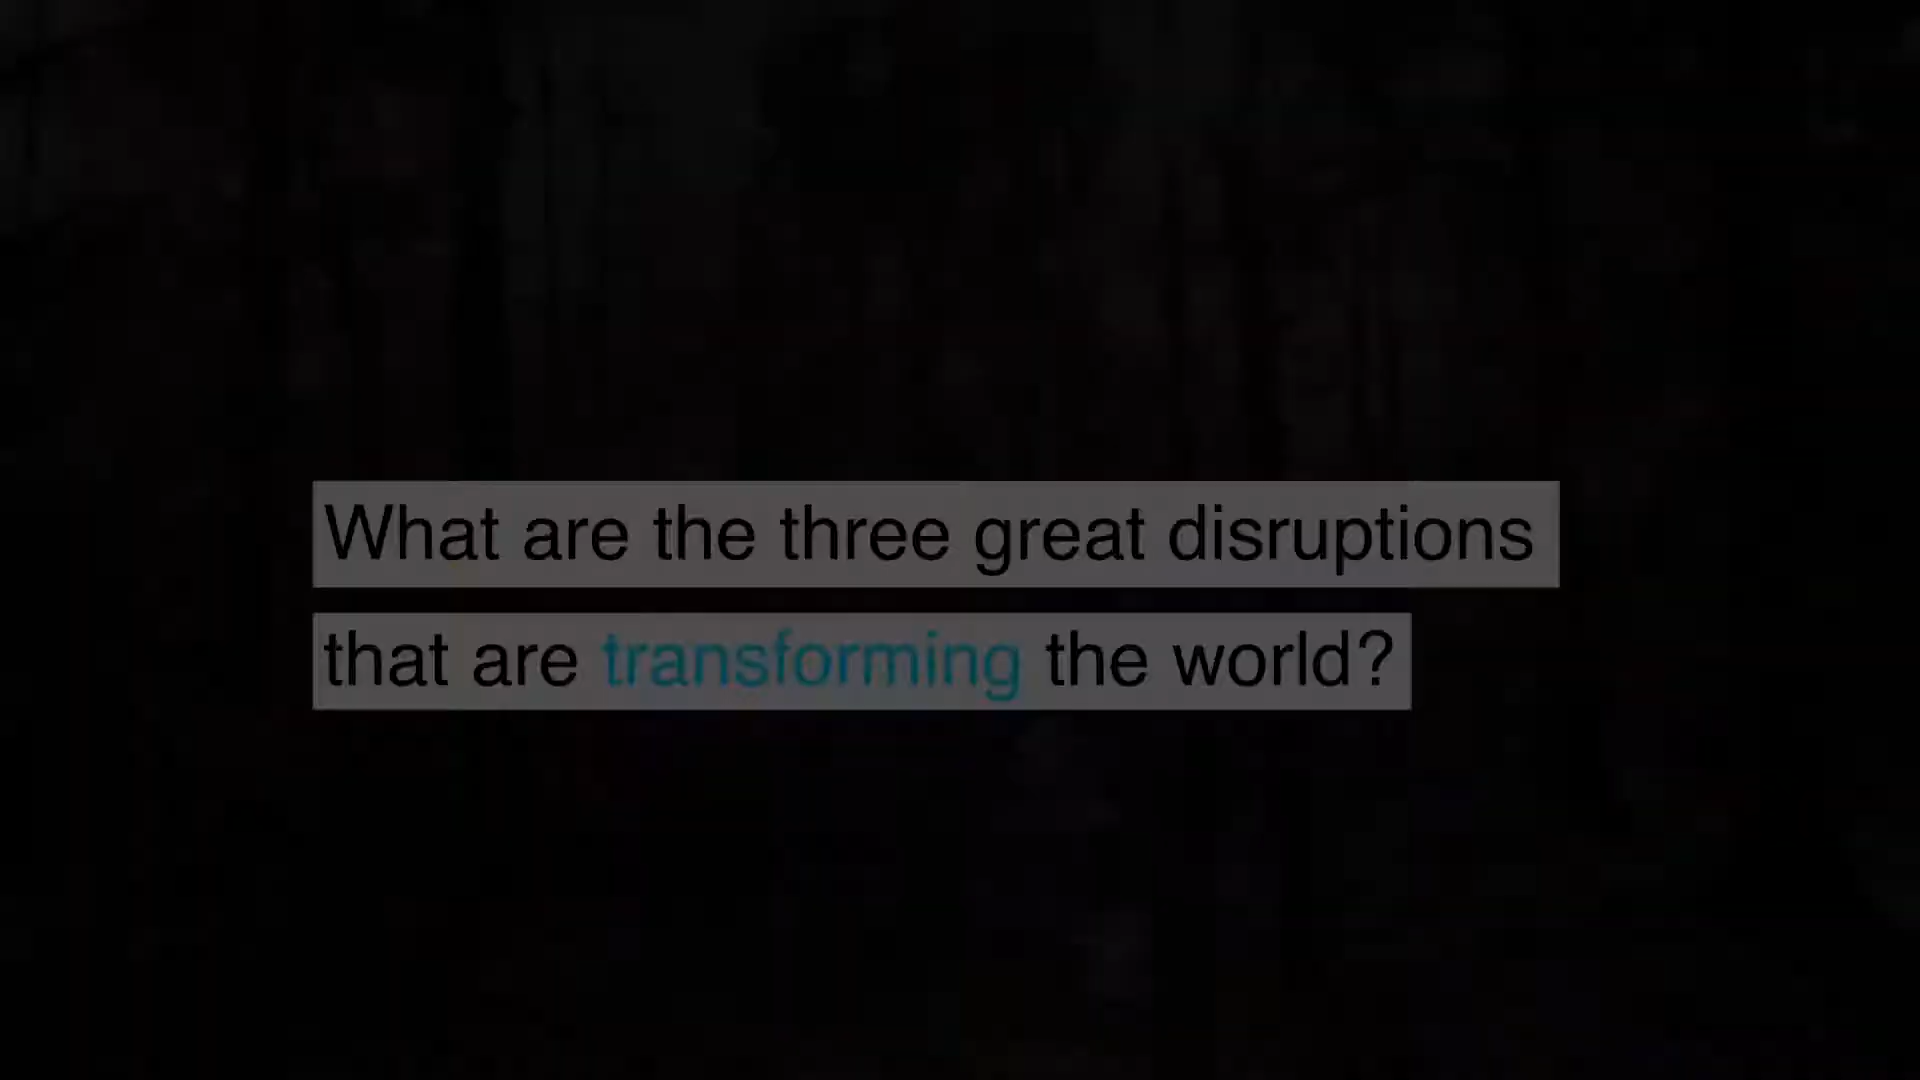 What are the three great disruptions
that are transforming the world?